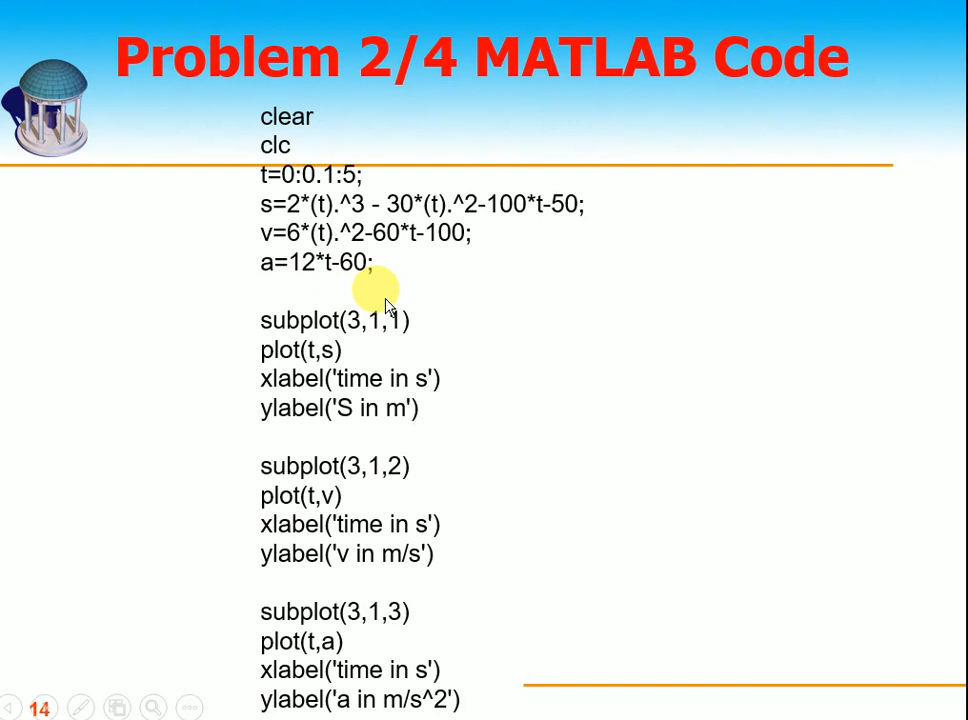 Problem 2/4 MATLAB Code
clear
clc
t=0:0.1:5;
s=2*(t).^3 - 30*(t).^2-100*t-50;
v=6*(t).^2-60*t-100;
a=12*t-60;
subplot(3,1,1)
plot(t,s)
xlabel('time in s')
ylabel('S in m')
subplot(3,1,2)
plot(t,v)
xlabel('time in s')
ylabel('v in m/s')
subplot(3,1,3)
plot(t,a)
xlabel('time in s')
ylabel('a in m/s^2')
14